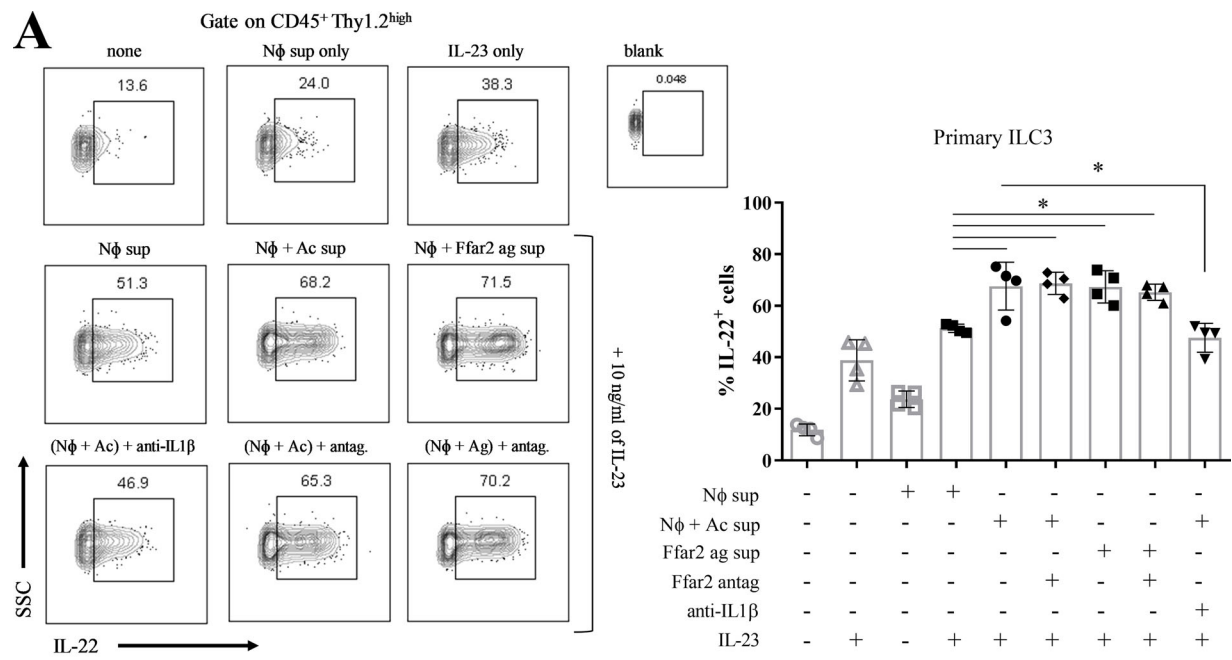 A
Gate on CD45⁺ Thy1.2ʰⁱᵍʰ
none
Nϕ sup only
IL-23 only
blank
13.6
24.0
38.3
0.048
Nϕ sup
Nϕ + Ac sup
Nϕ + Ffar2 ag sup
51.3
68.2
71.5
(Nϕ + Ac) + anti-IL1β
(Nϕ + Ac) + antag.
(Nϕ + Ag) + antag.
46.9
65.3
70.2
+ 10 ng/ml of IL-23
SSC
IL-22
Primary ILC3
*
*
% IL-22⁺ cells
100
80
60
40
20
0
Nϕ sup - - + + - - - - -
Nϕ + Ac sup - - - - + + - - +
Ffar2 ag sup - - - - - - + + -
Ffar2 antag - - - - - + - + -
anti-IL1β - - - - - - - - +
IL-23 - + - + + + + + +